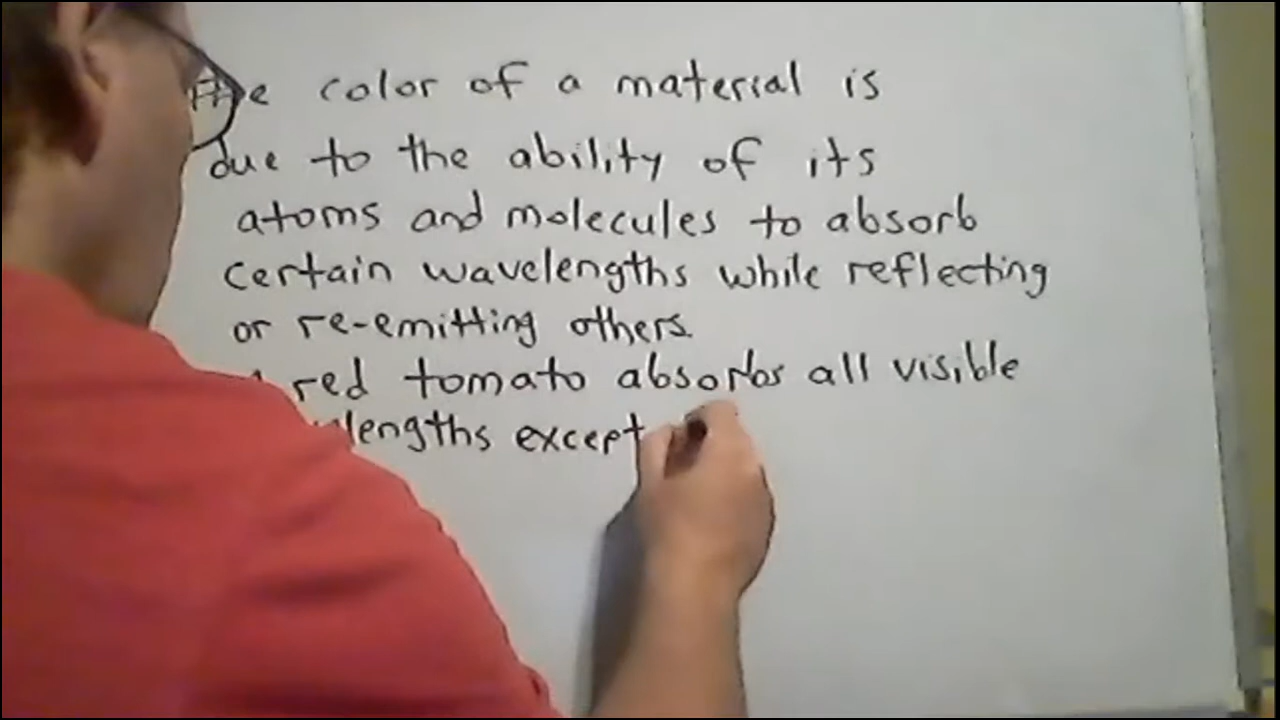 The color of a material is
due to the ability of its
atoms and molecules to absorb
certain wavelengths while reflecting
or re-emitting others.
red tomato absorbs all visible
lengths except